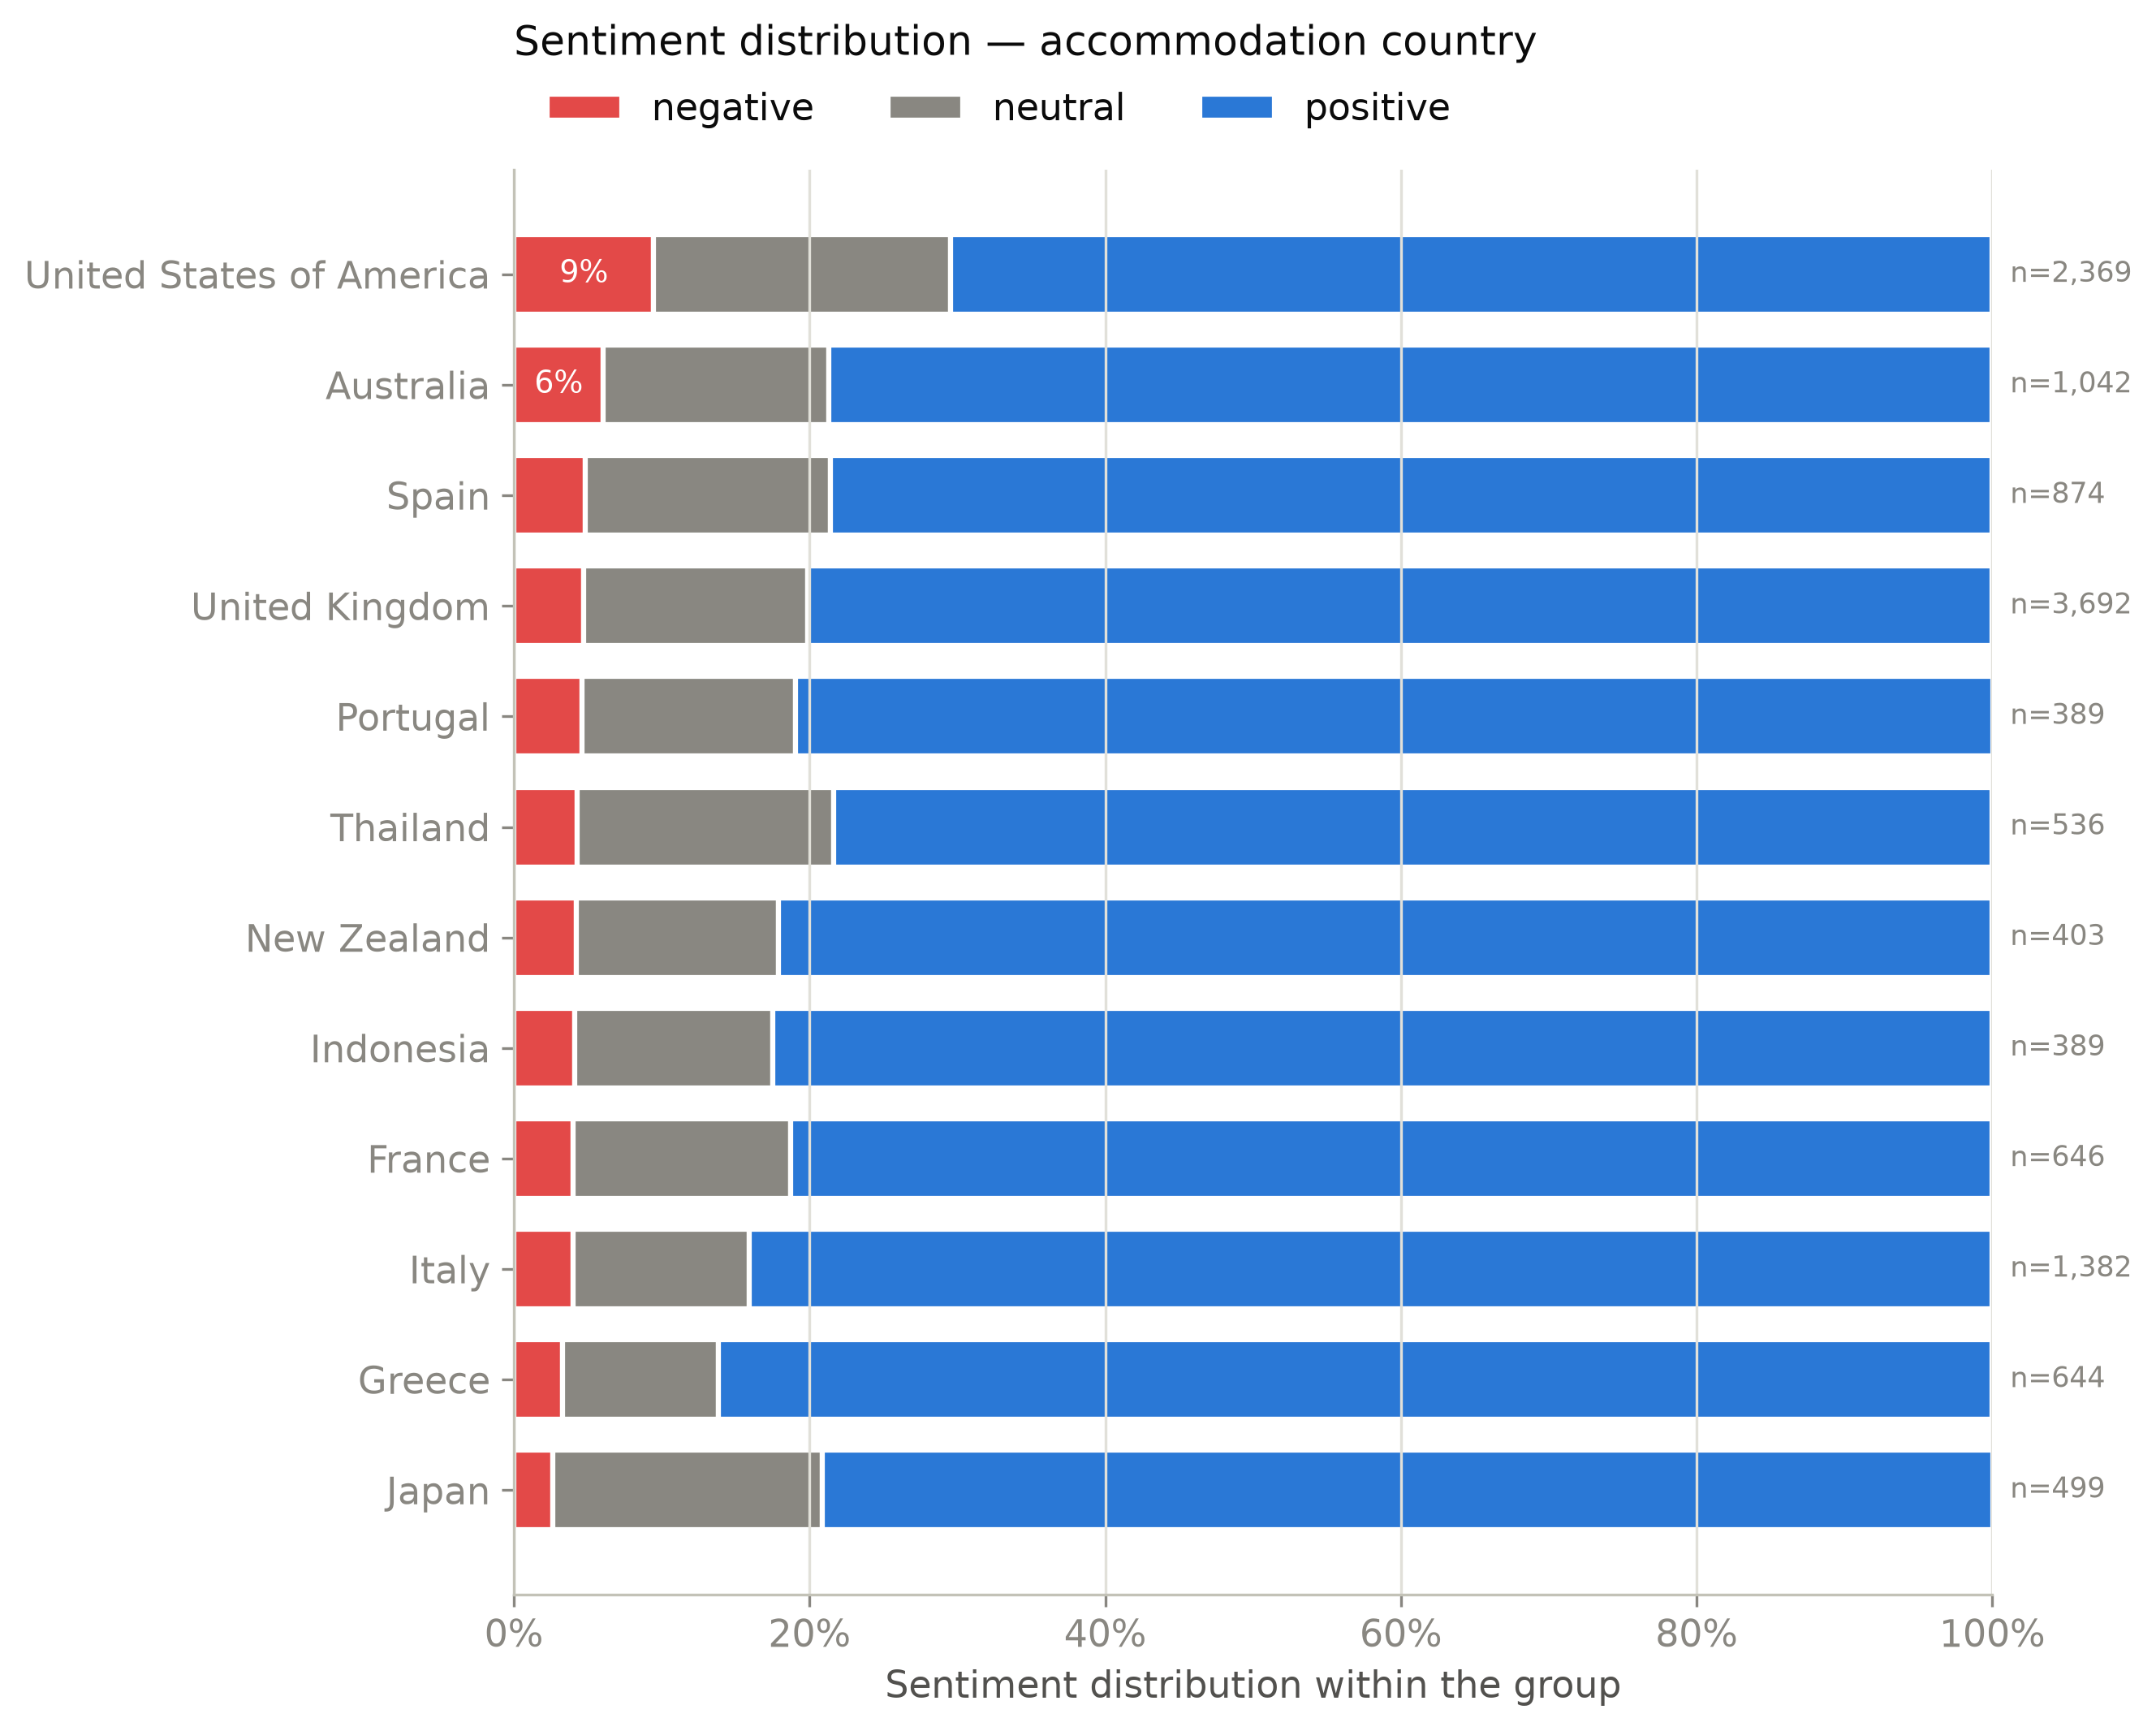 Sentiment distribution — accommodation country
negative neutral positive
United States of America 9% n=2,369
Australia 6% n=1,042
Spain n=874
United Kingdom n=3,692
Portugal n=389
Thailand n=536
New Zealand n=403
Indonesia n=389
France n=646
Italy n=1,382
Greece n=644
Japan n=499
0% 20% 40% 60% 80% 100%
Sentiment distribution within the group